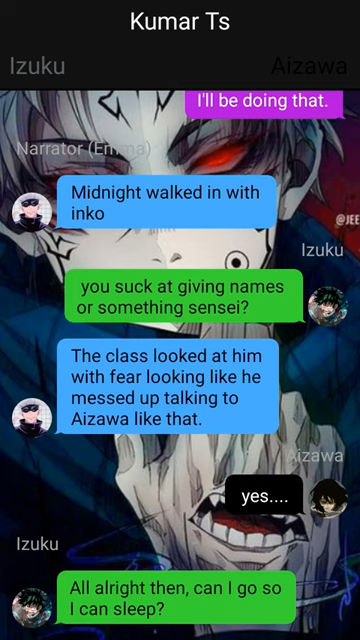 Kumar Ts
Izuku
Aizawa
I'll be doing that.
Narrator (Emma)
Midnight walked in with
inko
@JEE
Izuku
you suck at giving names
or something sensei?
The class looked at him
with fear looking like he
messed up talking to
Aizawa like that.
Aizawa
yes....
Izuku
All alright then, can I go so
I can sleep?